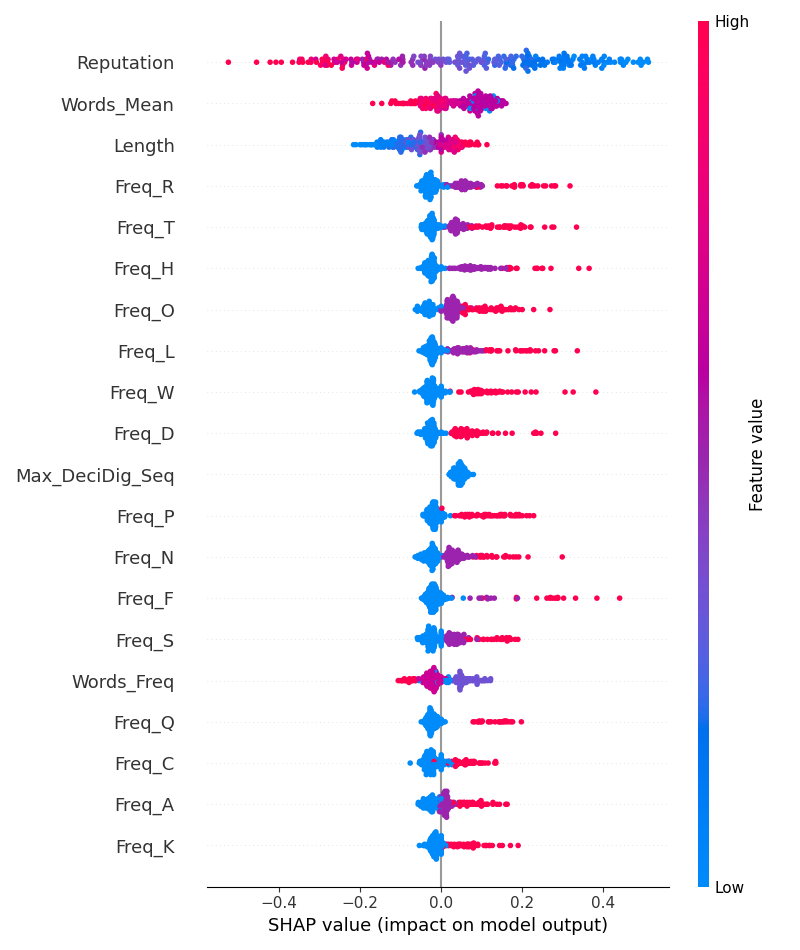 High
Reputation
Words_Mean
Length
Freq_R
Freq_T
Freq_H
Freq_O
Freq_L
Freq_W
Freq_D
Max_DeciDig_Seq
Freq_P
Freq_N
Freq_F
Freq_S
Words_Freq
Freq_Q
Freq_C
Freq_A
Freq_K
Feature value
Low
−0.4 −0.2 0.0 0.2 0.4
SHAP value (impact on model output)